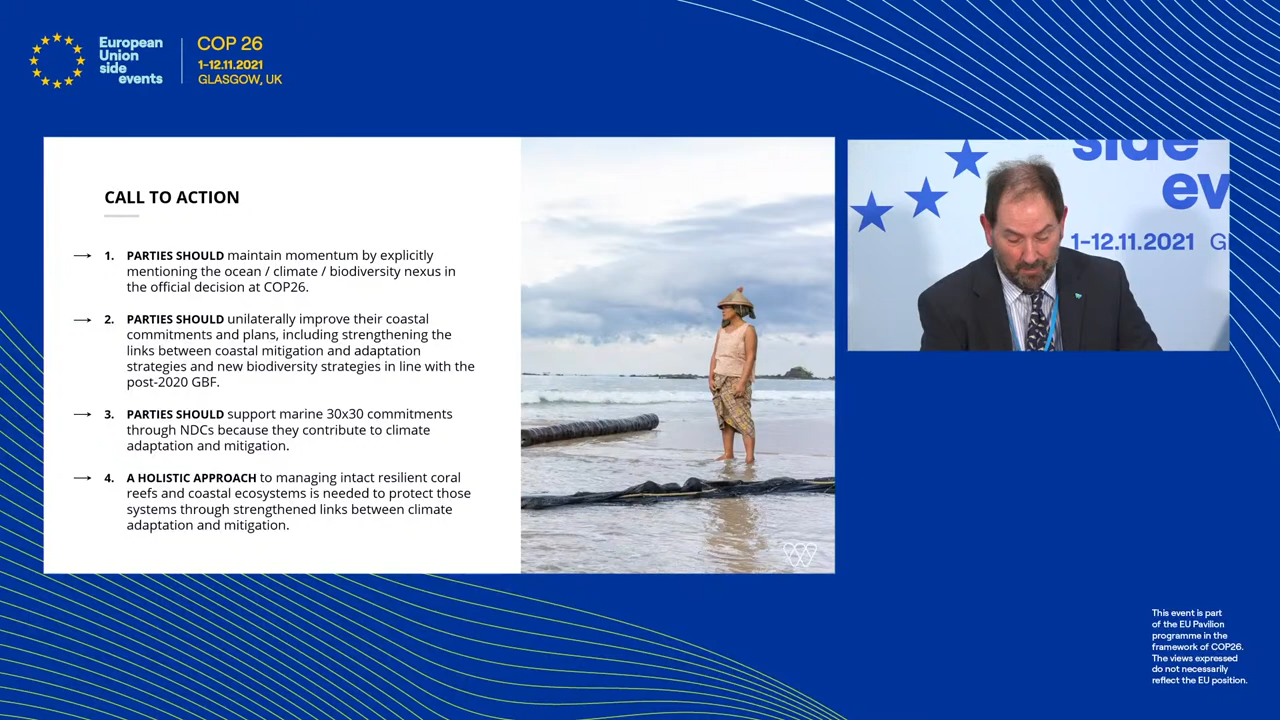 European
Union
side
events
COP 26
1-12.11.2021
GLASGOW, UK
CALL TO ACTION
→ 1. PARTIES SHOULD maintain momentum by explicitly
mentioning the ocean / climate / biodiversity nexus in
the official decision at COP26.
→ 2. PARTIES SHOULD unilaterally improve their coastal
commitments and plans, including strengthening the
links between coastal mitigation and adaptation
strategies and new biodiversity strategies in line with the
post-2020 GBF.
→ 3. PARTIES SHOULD support marine 30x30 commitments
through NDCs because they contribute to climate
adaptation and mitigation.
→ 4. A HOLISTIC APPROACH to managing intact resilient coral
reefs and coastal ecosystems is needed to protect those
systems through strengthened links between climate
adaptation and mitigation.
side
ev
1-12.11.2021 G
This event is part
of the EU Pavilion
programme in the
framework of COP26.
The views expressed
do not necessarily
reflect the EU position.